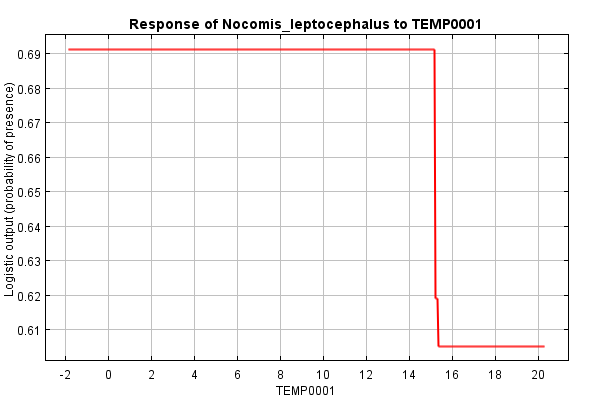 Response of Nocomis_leptocephalus to TEMP0001
Logistic output (probability of presence)
0.69
0.68
0.67
0.66
0.65
0.64
0.63
0.62
0.61
-2 0 2 4 6 8 10 12 14 16 18 20
TEMP0001